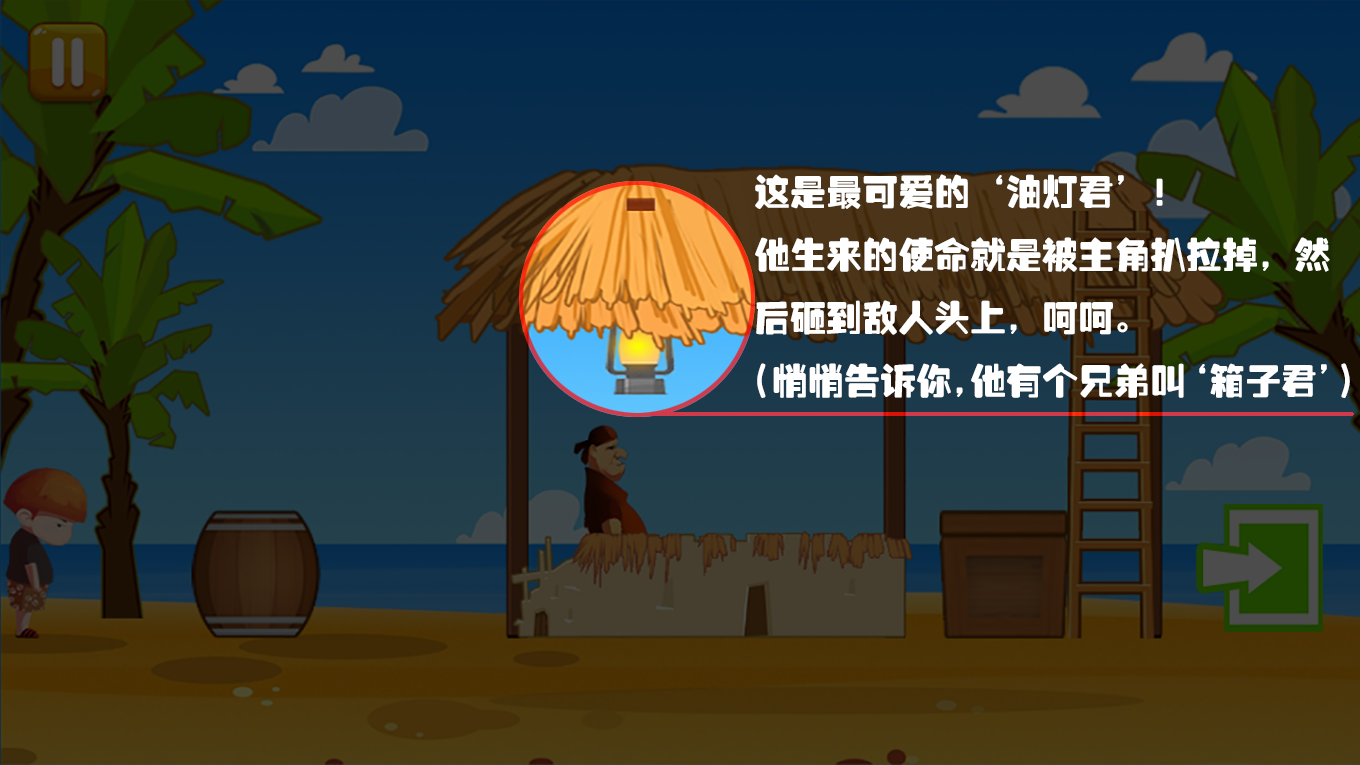 这是最可爱的‘油灯君’！
他生来的使命就是被主角扒拉掉，然
后砸到敌人头上，呵呵。
（悄悄告诉你,他有个兄弟叫‘箱子君’）